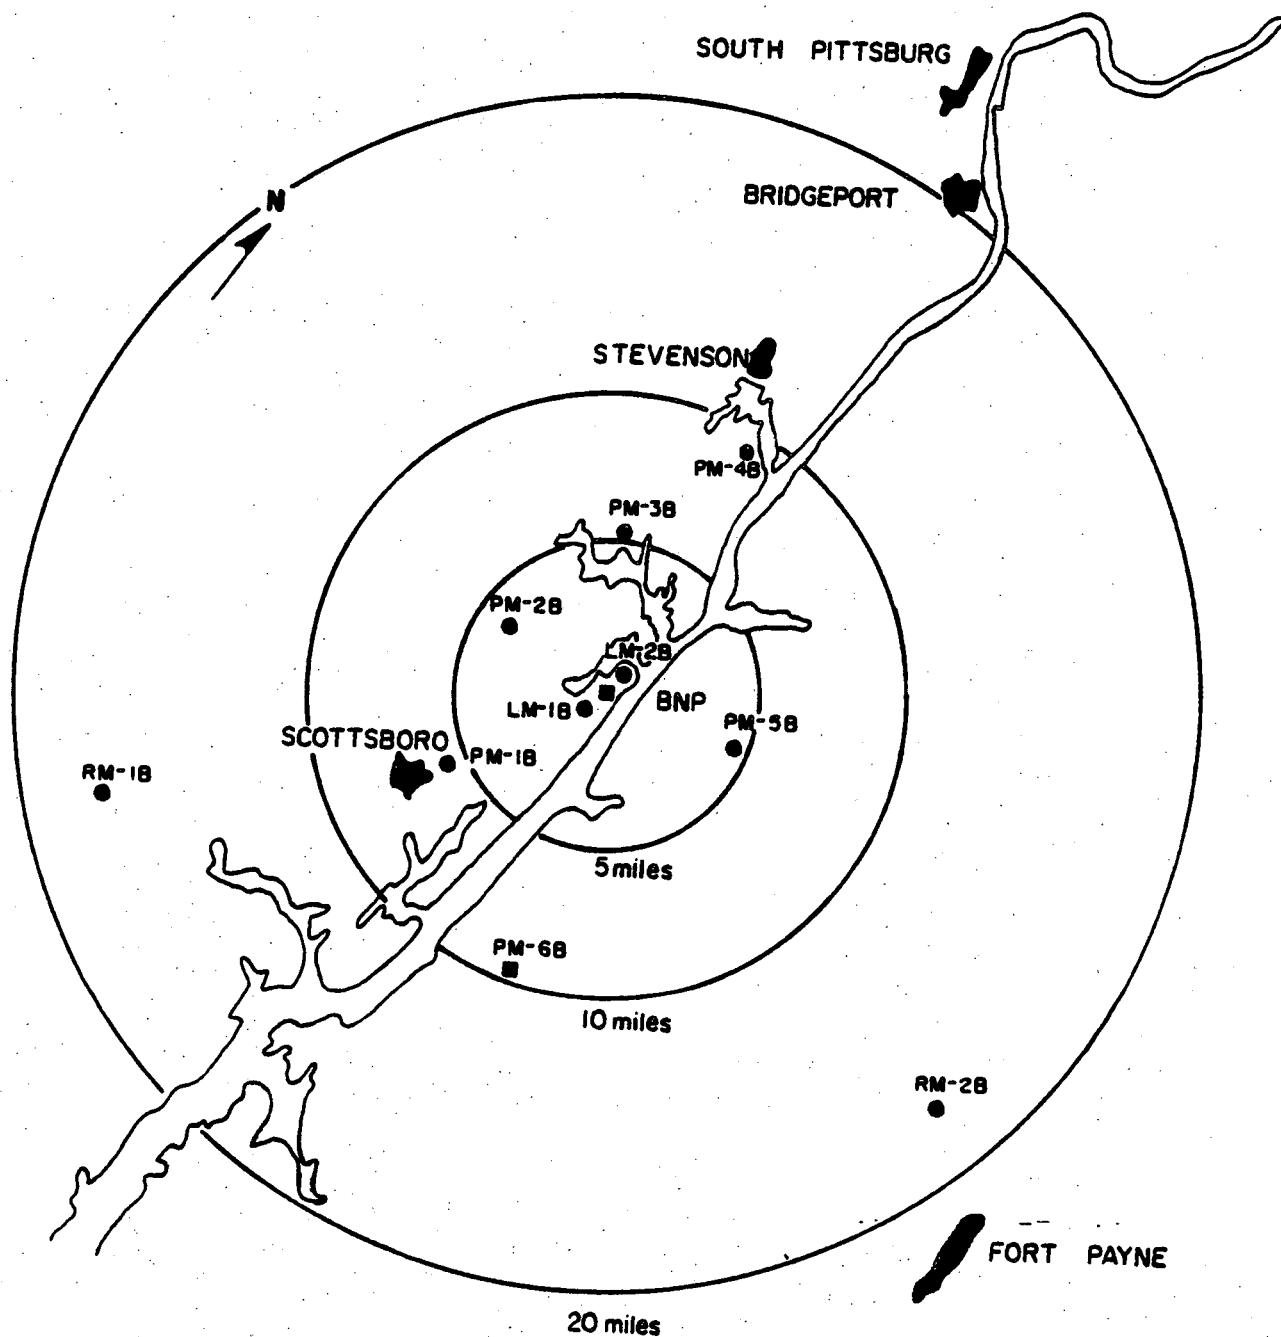 SOUTH PITTSBURG
BRIDGEPORT
N
STEVENSON
PM-4B
PM-3B
PM-2B
LM-2B
LM-1B
BNP
PM-5B
SCOTTSBORO
PM-1B
RM-1B
5 miles
PM-6B
10 miles
RM-2B
FORT PAYNE
20 miles